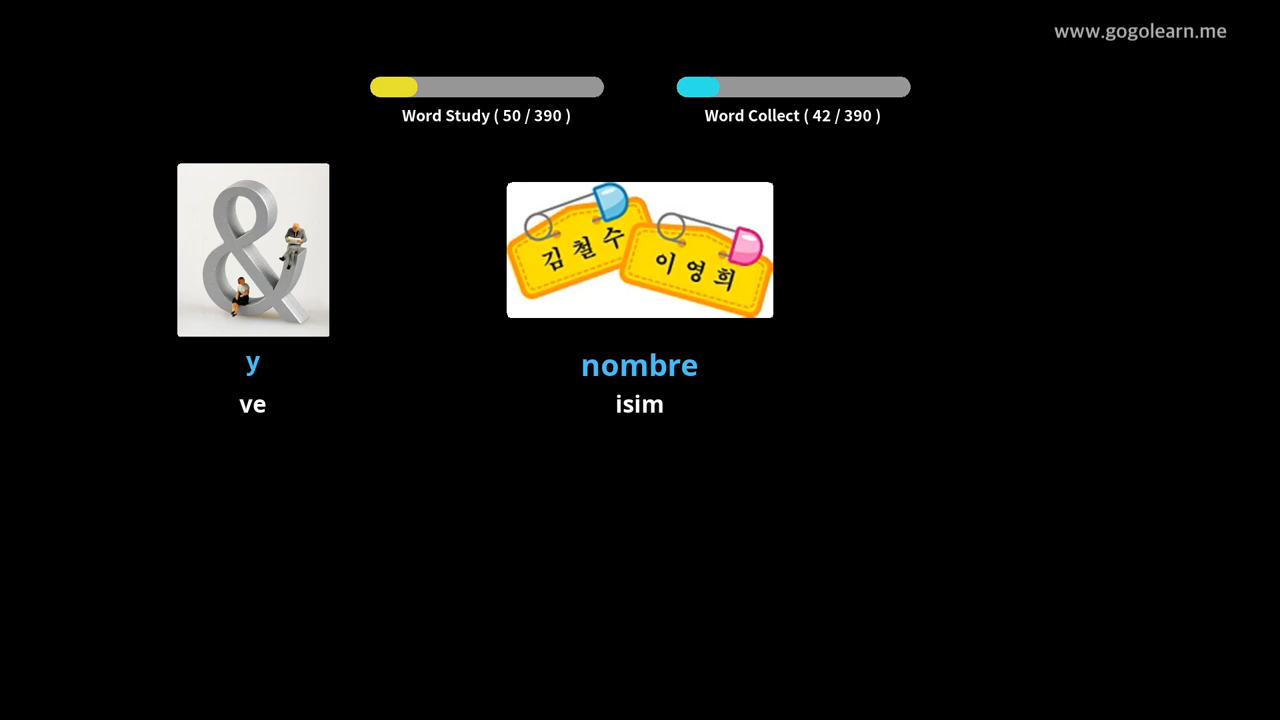 www.gogolearn.me
Word Study ( 50 / 390 )
Word Collect ( 42 / 390 )
&
김철수
이영희
y
nombre
ve
isim